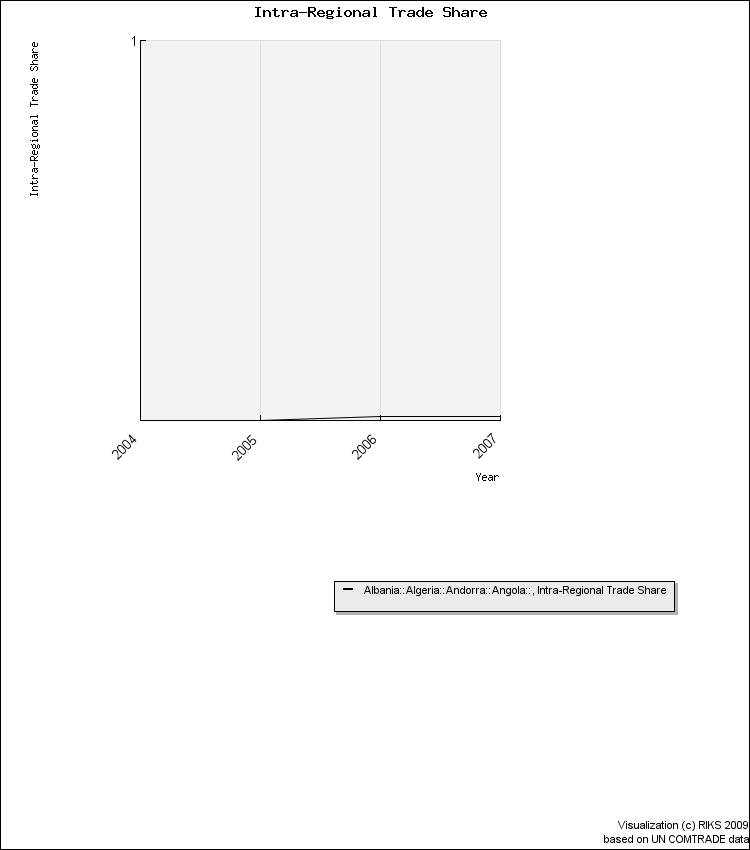 Intra-Regional Trade Share
Intra-Regional Trade Share
1
2004
2005
2006
2007
Year
Albania::Algeria::Andorra::Angola::, Intra-Regional Trade Share
Visualization (c) RIKS 2009
based on UN COMTRADE data